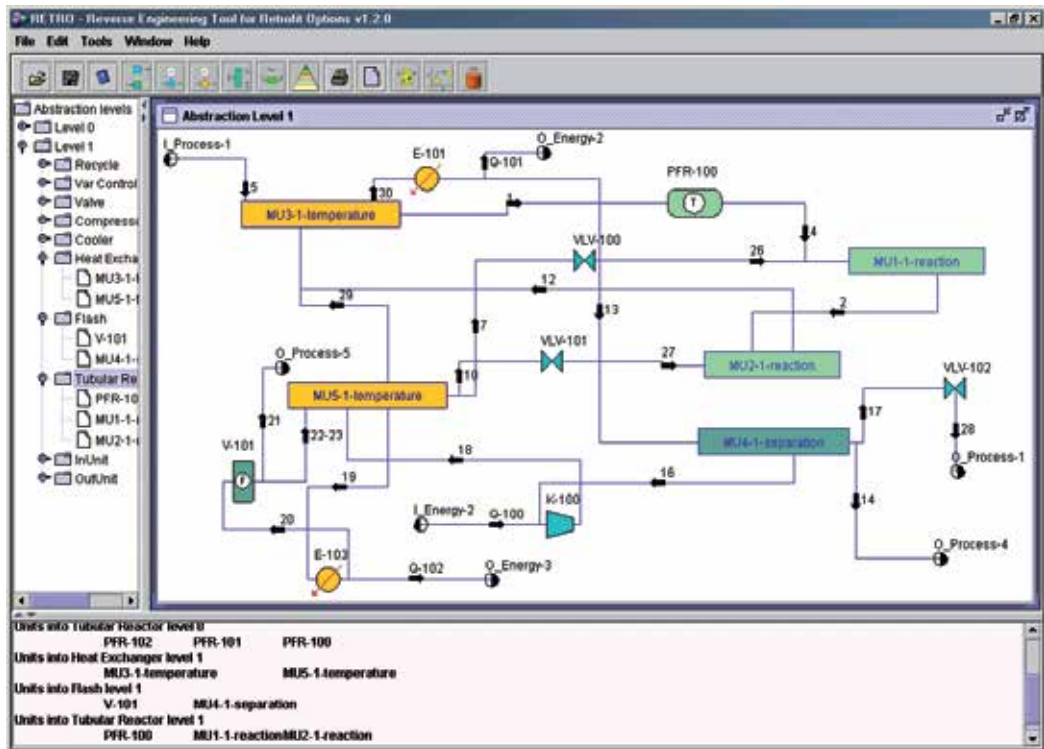 RETRO - Reverse Engineering Tool for Retrofit Options v1.2.0
File Edit Tools Window Help
Abstraction levels
Level 0
Level 1
Recycle
Var Control
Valve
Compresso
Cooler
Heat Excha
MU3-1-t
MU5-1-t
Flash
V-101
MU4-1-s
Tubular Re
PFR-10
MU1-1-r
MU2-1-r
InUnit
OutUnit
Abstraction Level 1
I_Process-1
E-101
O_Energy-2
Q-101
PFR-100
5
30
1
T
MU3-1-temperature
4
VLV-100
26
MU1-1-reaction
12
29
13
2
7
VLV-101
27
O_Process-5
10
MU2-1-reaction
VLV-102
MU5-1-temperature
17
21
22-23
MU4-1-separation
28
V-101
18
F
19
16
O_Process-1
K-100
I_Energy-2
Q-100
14
20
E-103
O_Process-4
Q-102
O_Energy-3
Units into Tubular Reactor level 0
PFR-102 PFR-101 PFR-100
Units into Heat Exchanger level 1
MU3-1-temperature MU5-1-temperature
Units into Flash level 1
V-101 MU4-1-separation
Units into Tubular Reactor level 1
PFR-100 MU1-1-reactionMU2-1-reaction